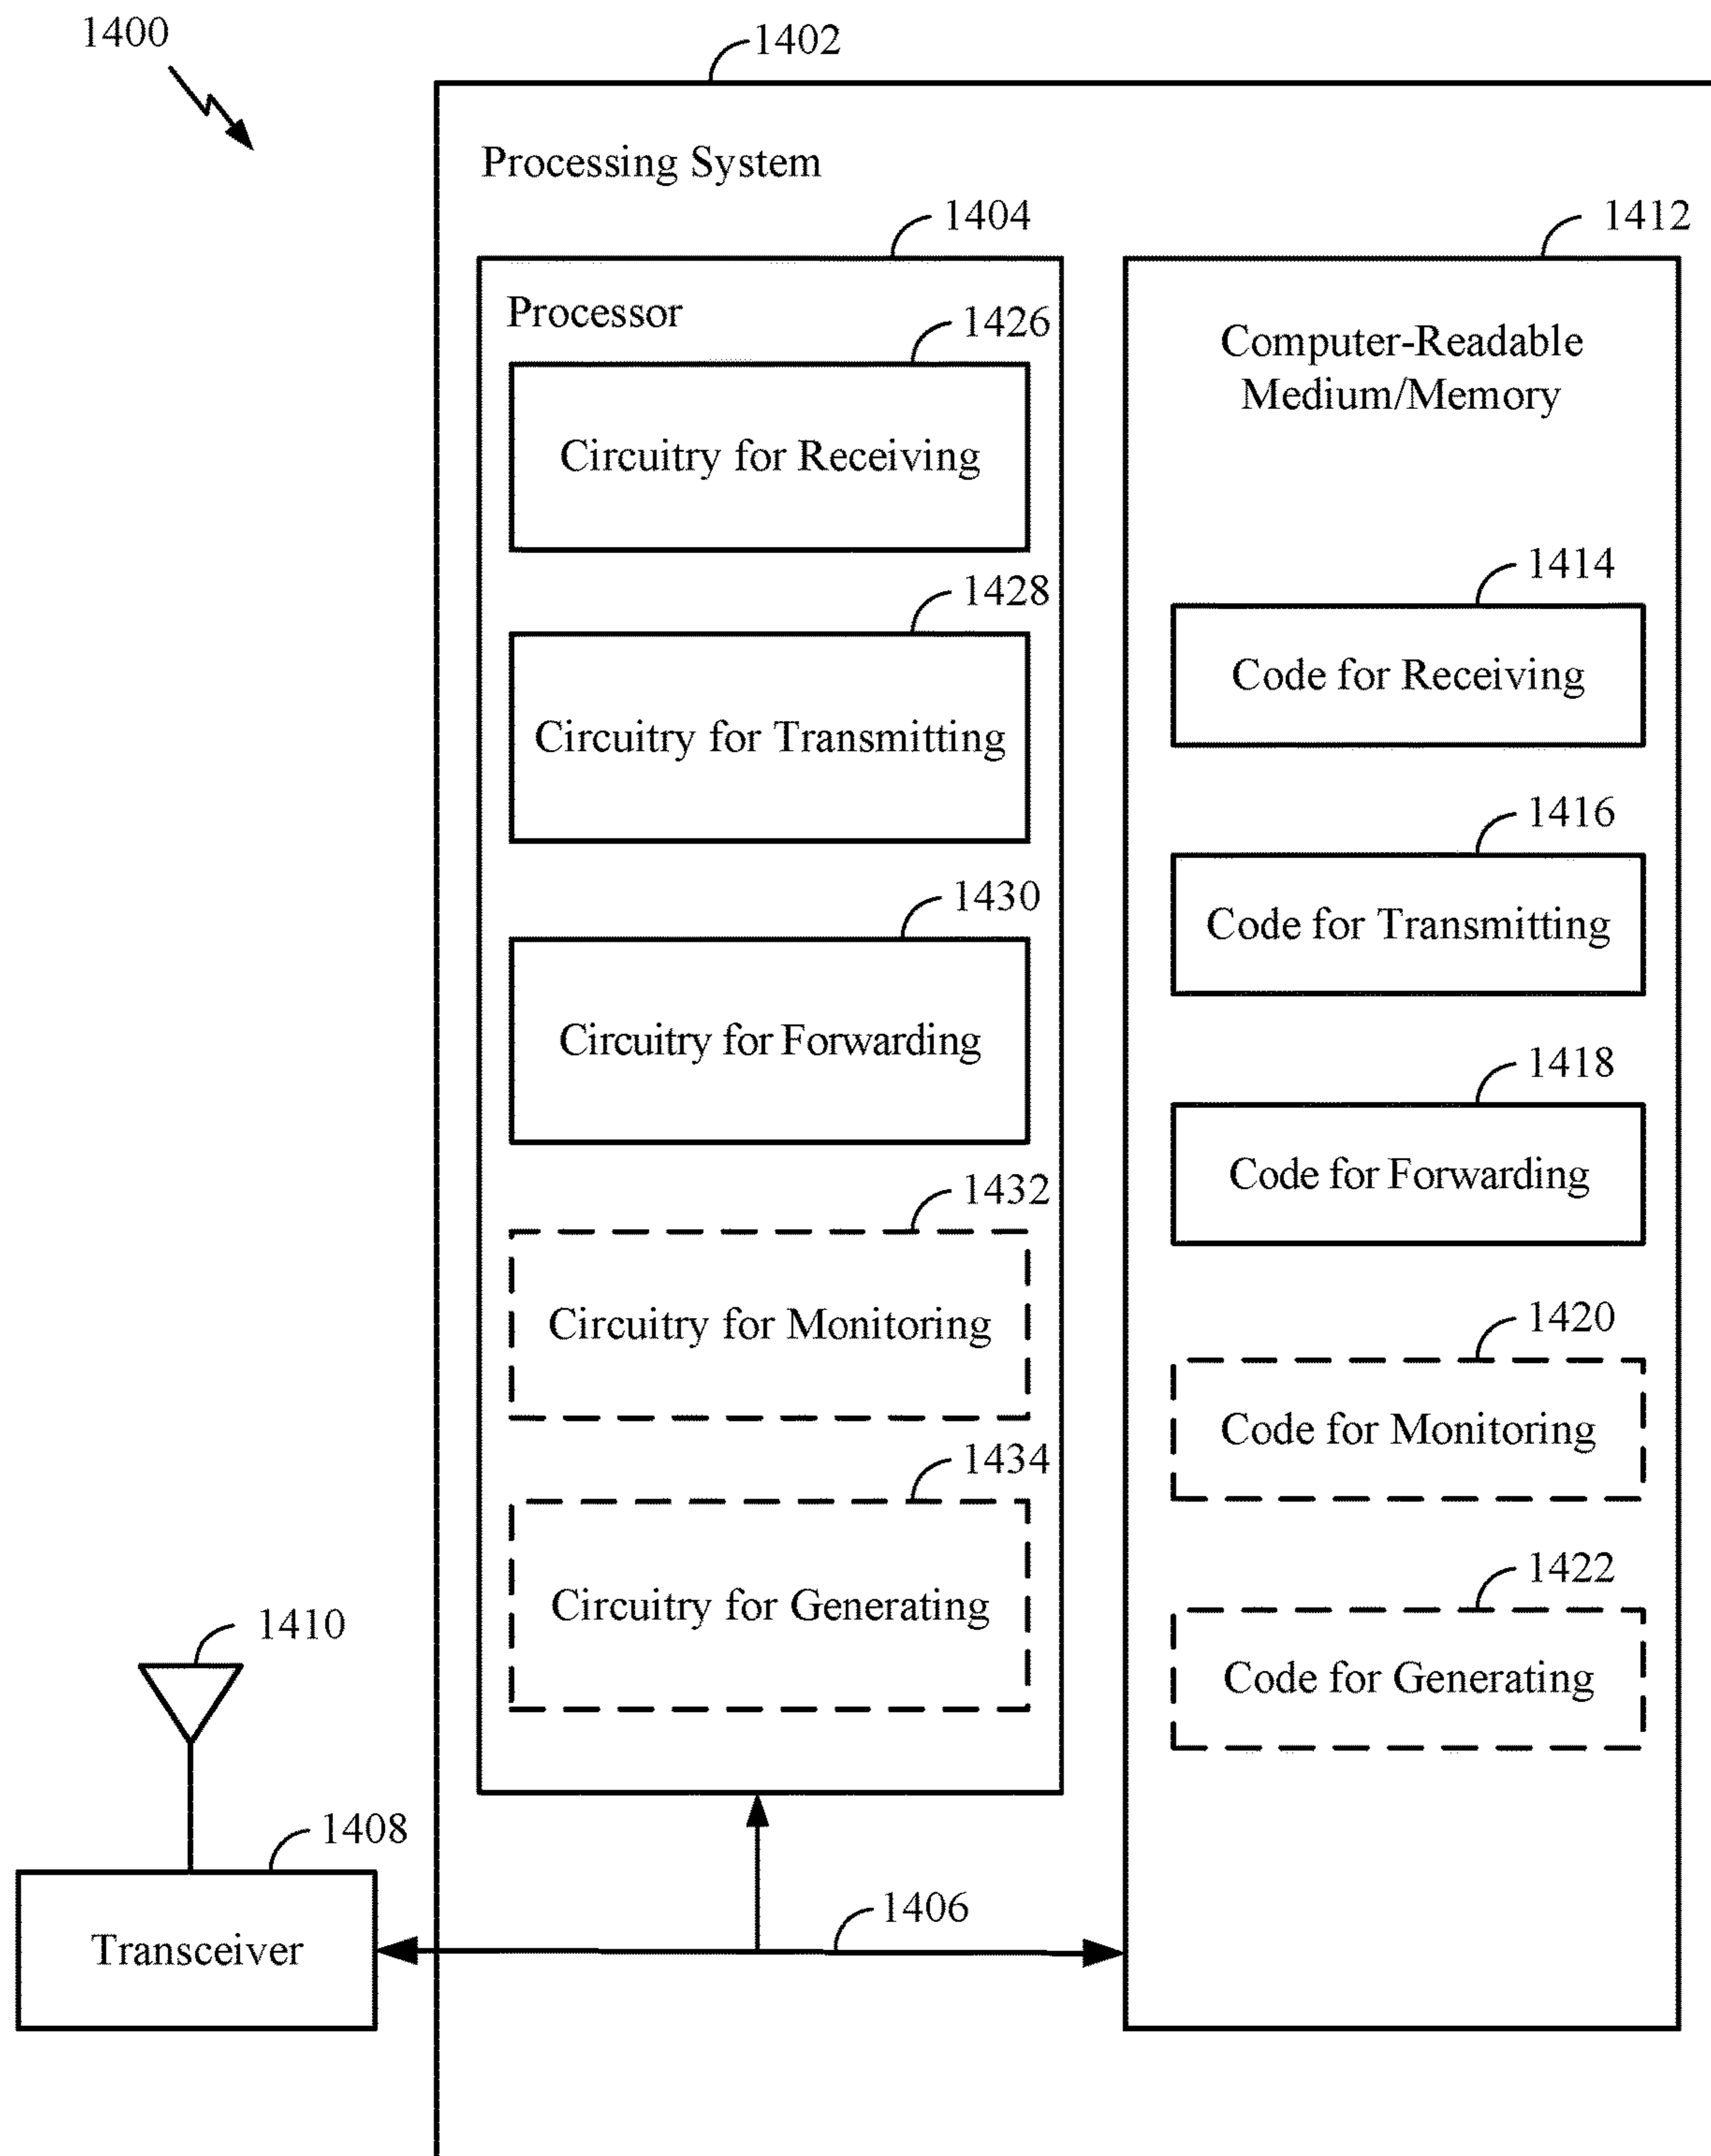 1400
1402
Processing System
1404
1412
Processor
1426
Computer-Readable
Medium/Memory
Circuitry for Receiving
1428
1414
Code for Receiving
Circuitry for Transmitting
1416
1430
Code for Transmitting
Circuitry for Forwarding
1418
Code for Forwarding
1432
Circuitry for Monitoring
1420
Code for Monitoring
1434
Circuitry for Generating
1422
Code for Generating
1410
1408
1406
Transceiver